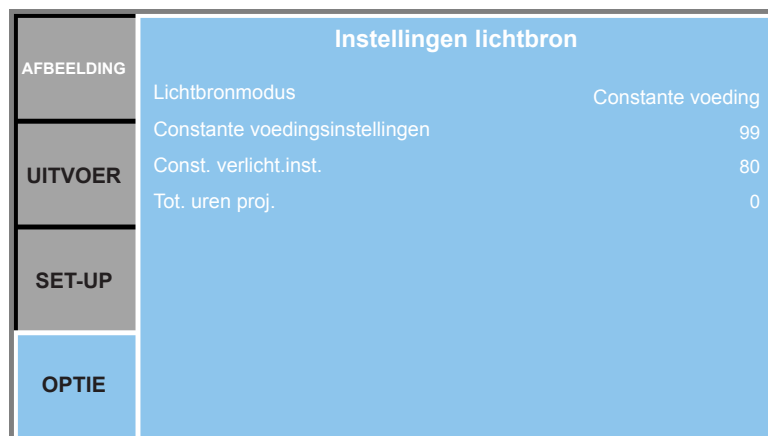 Instellingen lichtbron
AFBEELDING
UITVOER
SET-UP
OPTIE
Lichtbronmodus Constante voeding
Constante voedingsinstellingen 99
Const. verlicht.inst. 80
Tot. uren proj. 0